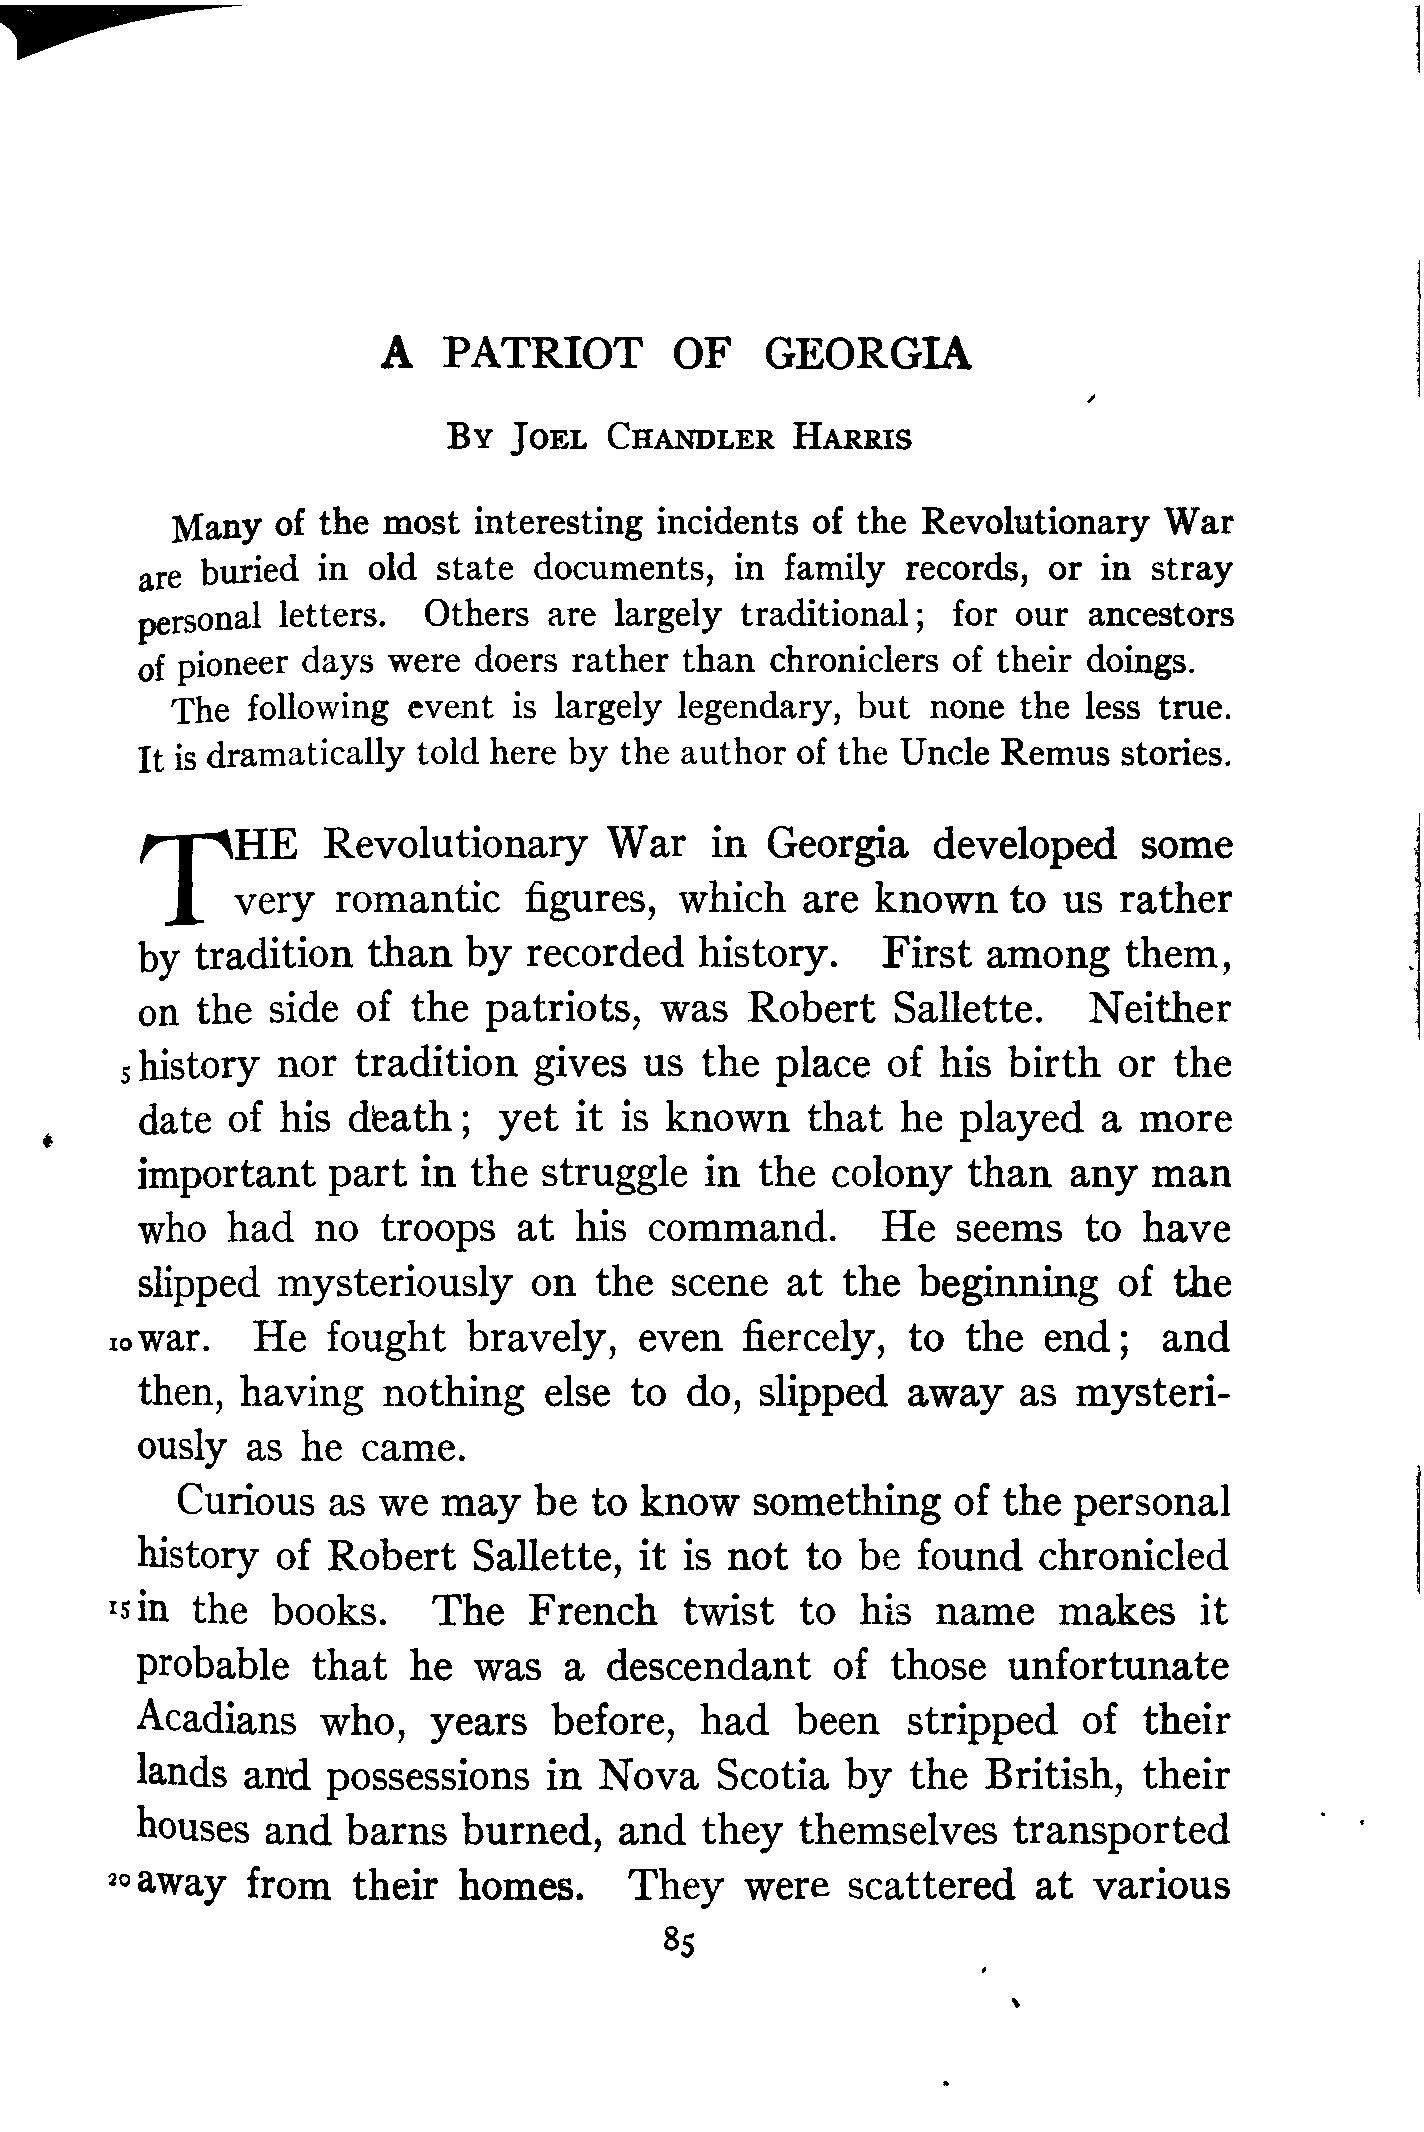 A PATRIOT OF GEORGIA
By Joel Chandler Harris
Many of the most interesting incidents of the Revolutionary War
are buried in old state documents, in family records, or in stray
personal letters. Others are largely traditional; for our ancestors
of pioneer days were doers rather than chroniclers of their doings.
The following event is largely legendary, but none the less true.
It is dramatically told here by the author of the Uncle Remus stories.
THE Revolutionary War in Georgia developed some
very romantic figures, which are known to us rather
by tradition than by recorded history. First among them,
on the side of the patriots, was Robert Sallette. Neither
5 history nor tradition gives us the place of his birth or the
date of his death; yet it is known that he played a more
important part in the struggle in the colony than any man
who had no troops at his command. He seems to have
slipped mysteriously on the scene at the beginning of the
10 war. He fought bravely, even fiercely, to the end; and
then, having nothing else to do, slipped away as mysteri-
ously as he came.
Curious as we may be to know something of the personal
history of Robert Sallette, it is not to be found chronicled
15 in the books. The French twist to his name makes it
probable that he was a descendant of those unfortunate
Acadians who, years before, had been stripped of their
lands and possessions in Nova Scotia by the British, their
houses and barns burned, and they themselves transported
20 away from their homes. They were scattered at various
85